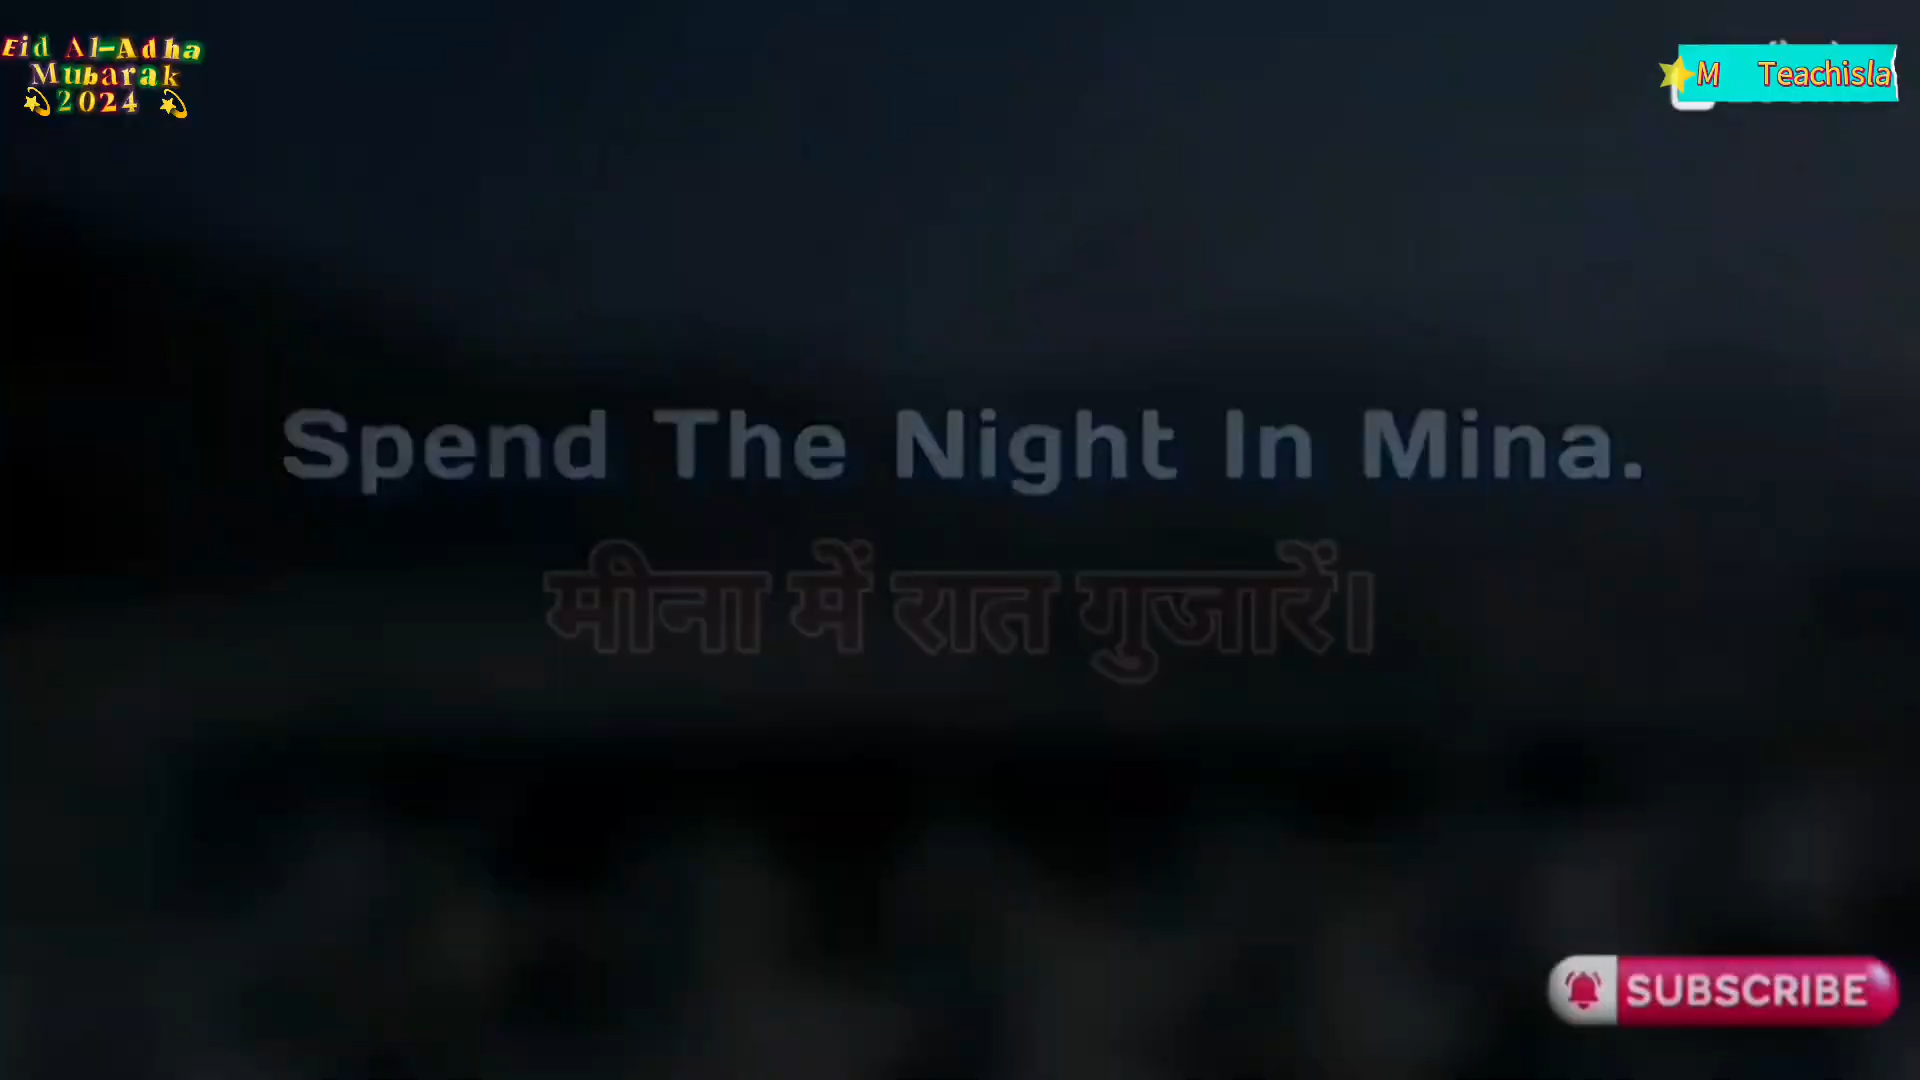 Eid Al-Adha
Mubarak
2024
M Teachisla
Spend The Night In Mina.
मीना में रात गुजारें।
SUBSCRIBE